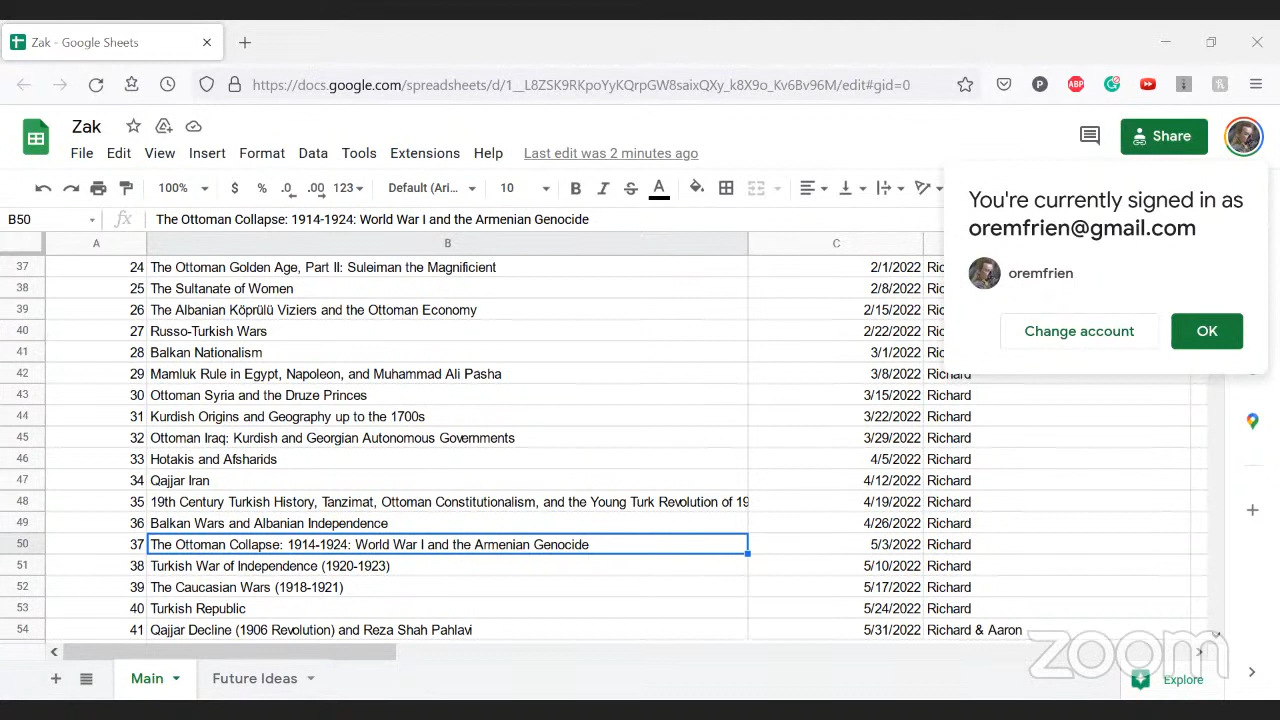 Zak - Google Sheets
https://docs.google.com/spreadsheets/d/1__L8ZSK9RKpoYyKQrpGW8saixQXy_k8X9o_Kv6Bv96M/edit#gid=0
Zak
Share
File Edit View Insert Format Data Tools Extensions Help Last edit was 2 minutes ago
100% $ % .0 .00 123 Default (Ari... 10 B I S A
You're currently signed in as
oremfrien@gmail.com
oremfrien
Change account OK
B50 fx The Ottoman Collapse: 1914-1924: World War I and the Armenian Genocide
A B C
37 24 The Ottoman Golden Age, Part II: Suleiman the Magnificient 2/1/2022 Ric
38 25 The Sultanate of Women 2/8/2022 Ric
39 26 The Albanian Köprülü Viziers and the Ottoman Economy 2/15/2022 Ric
40 27 Russo-Turkish Wars 2/22/2022 Ric
41 28 Balkan Nationalism 3/1/2022 Ric
42 29 Mamluk Rule in Egypt, Napoleon, and Muhammad Ali Pasha 3/8/2022 Richard
43 30 Ottoman Syria and the Druze Princes 3/15/2022 Richard
44 31 Kurdish Origins and Geography up to the 1700s 3/22/2022 Richard
45 32 Ottoman Iraq: Kurdish and Georgian Autonomous Governments 3/29/2022 Richard
46 33 Hotakis and Afsharids 4/5/2022 Richard
47 34 Qajjar Iran 4/12/2022 Richard
48 35 19th Century Turkish History, Tanzimat, Ottoman Constitutionalism, and the Young Turk Revolution of 19 4/19/2022 Richard
49 36 Balkan Wars and Albanian Independence 4/26/2022 Richard
50 37 The Ottoman Collapse: 1914-1924: World War I and the Armenian Genocide 5/3/2022 Richard
51 38 Turkish War of Independence (1920-1923) 5/10/2022 Richard
52 39 The Caucasian Wars (1918-1921) 5/17/2022 Richard
53 40 Turkish Republic 5/24/2022 Richard
54 41 Qajjar Decline (1906 Revolution) and Reza Shah Pahlavi 5/31/2022 Richard & Aaron
zoom
Main Future Ideas Explore